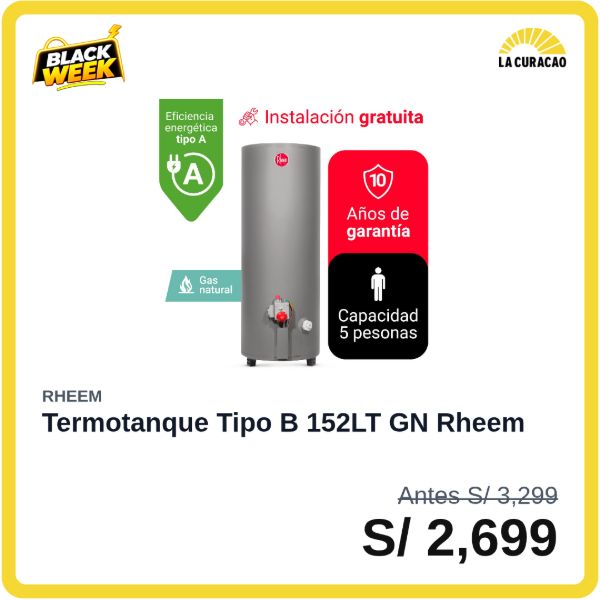 BLACK
WEEK
LA CURACAO
Eficiencia
energética
tipo A
A
Instalación gratuita
Rheem
10
Años de
garantía
Gas
natural
Capacidad
5 pesonas
RHEEM
Termotanque Tipo B 152LT GN Rheem
Antes S/ 3,299
S/ 2,699